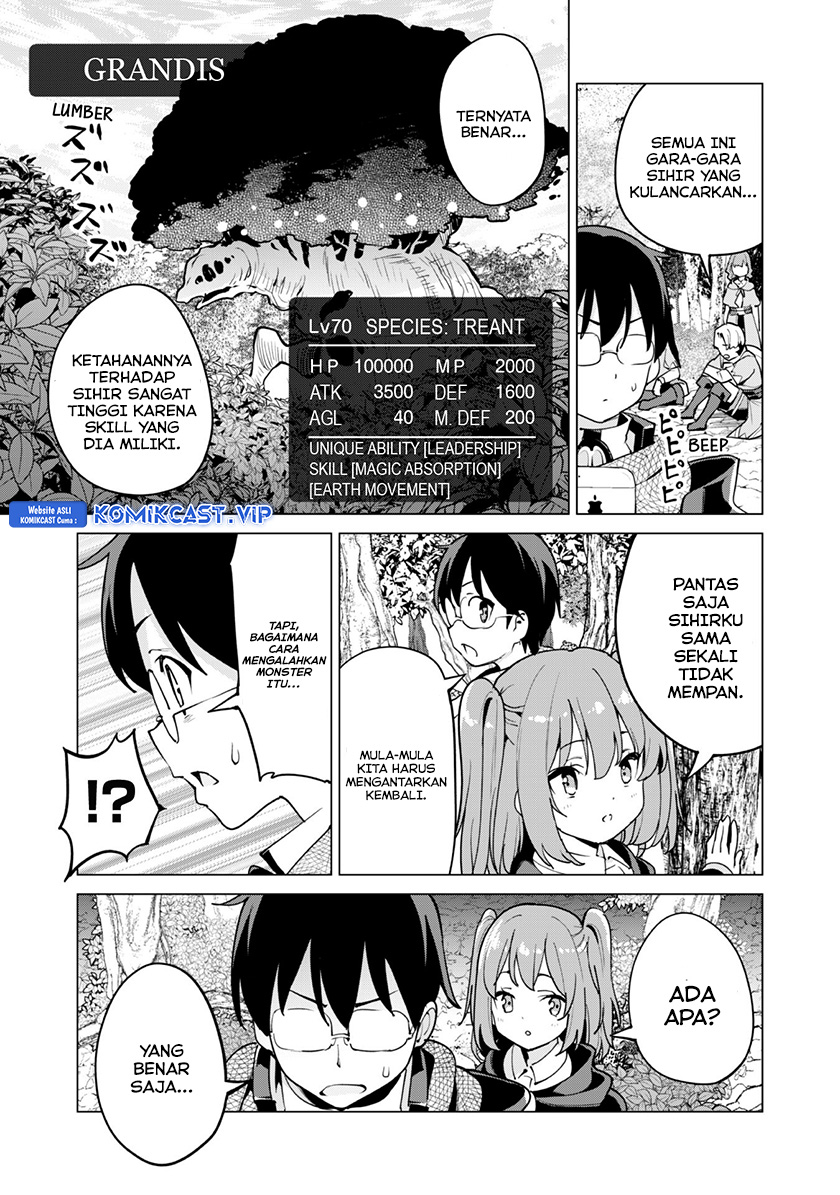 SEMUA INI
GARA-GARA
SIHIR YANG
KULANCARKAN...
ピピピピピ
BEEP
GRANDIS
LUMBER
ズズズズ
TERNYATA
BENAR...
Lv70 SPECIES: TREANT
HP 100000 MP 2000
ATK 3500 DEF 1600
AGL 40 M. DEF 200
UNIQUE ABILITY [LEADERSHIP]
SKILL [MAGIC ABSORPTION]
[EARTH MOVEMENT]
KETAHANANNYA
TERHADAP
SIHIR SANGAT
TINGGI KARENA
SKILL YANG
DIA MILIKI.
Website ASLI
KOMIKCAST Cuma :
KOMIKCAST.VIP
PANTAS
SAJA
SIHIRKU
SAMA
SEKALI
TIDAK
MEMPAN.
MULA-MULA
KITA HARUS
MENGANTARKAN
KEMBALI.
TAPI,
BAGAIMANA
CARA
MENGALAHKAN
MONSTER
ITU...
!?
ADA
APA?
YANG
BENAR
SAJA...